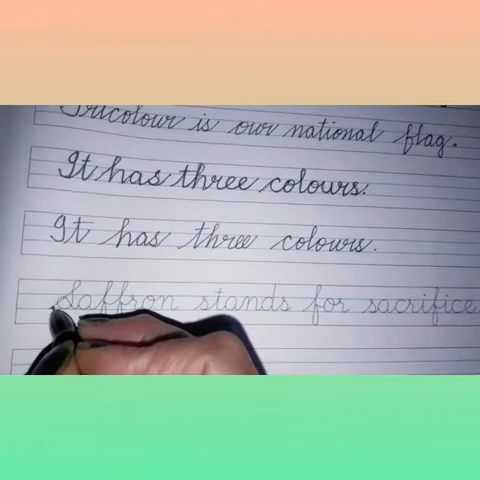 Tricolour is our national flag.
It has three colours.
It has three colours.
Saffron stands for sacrifice